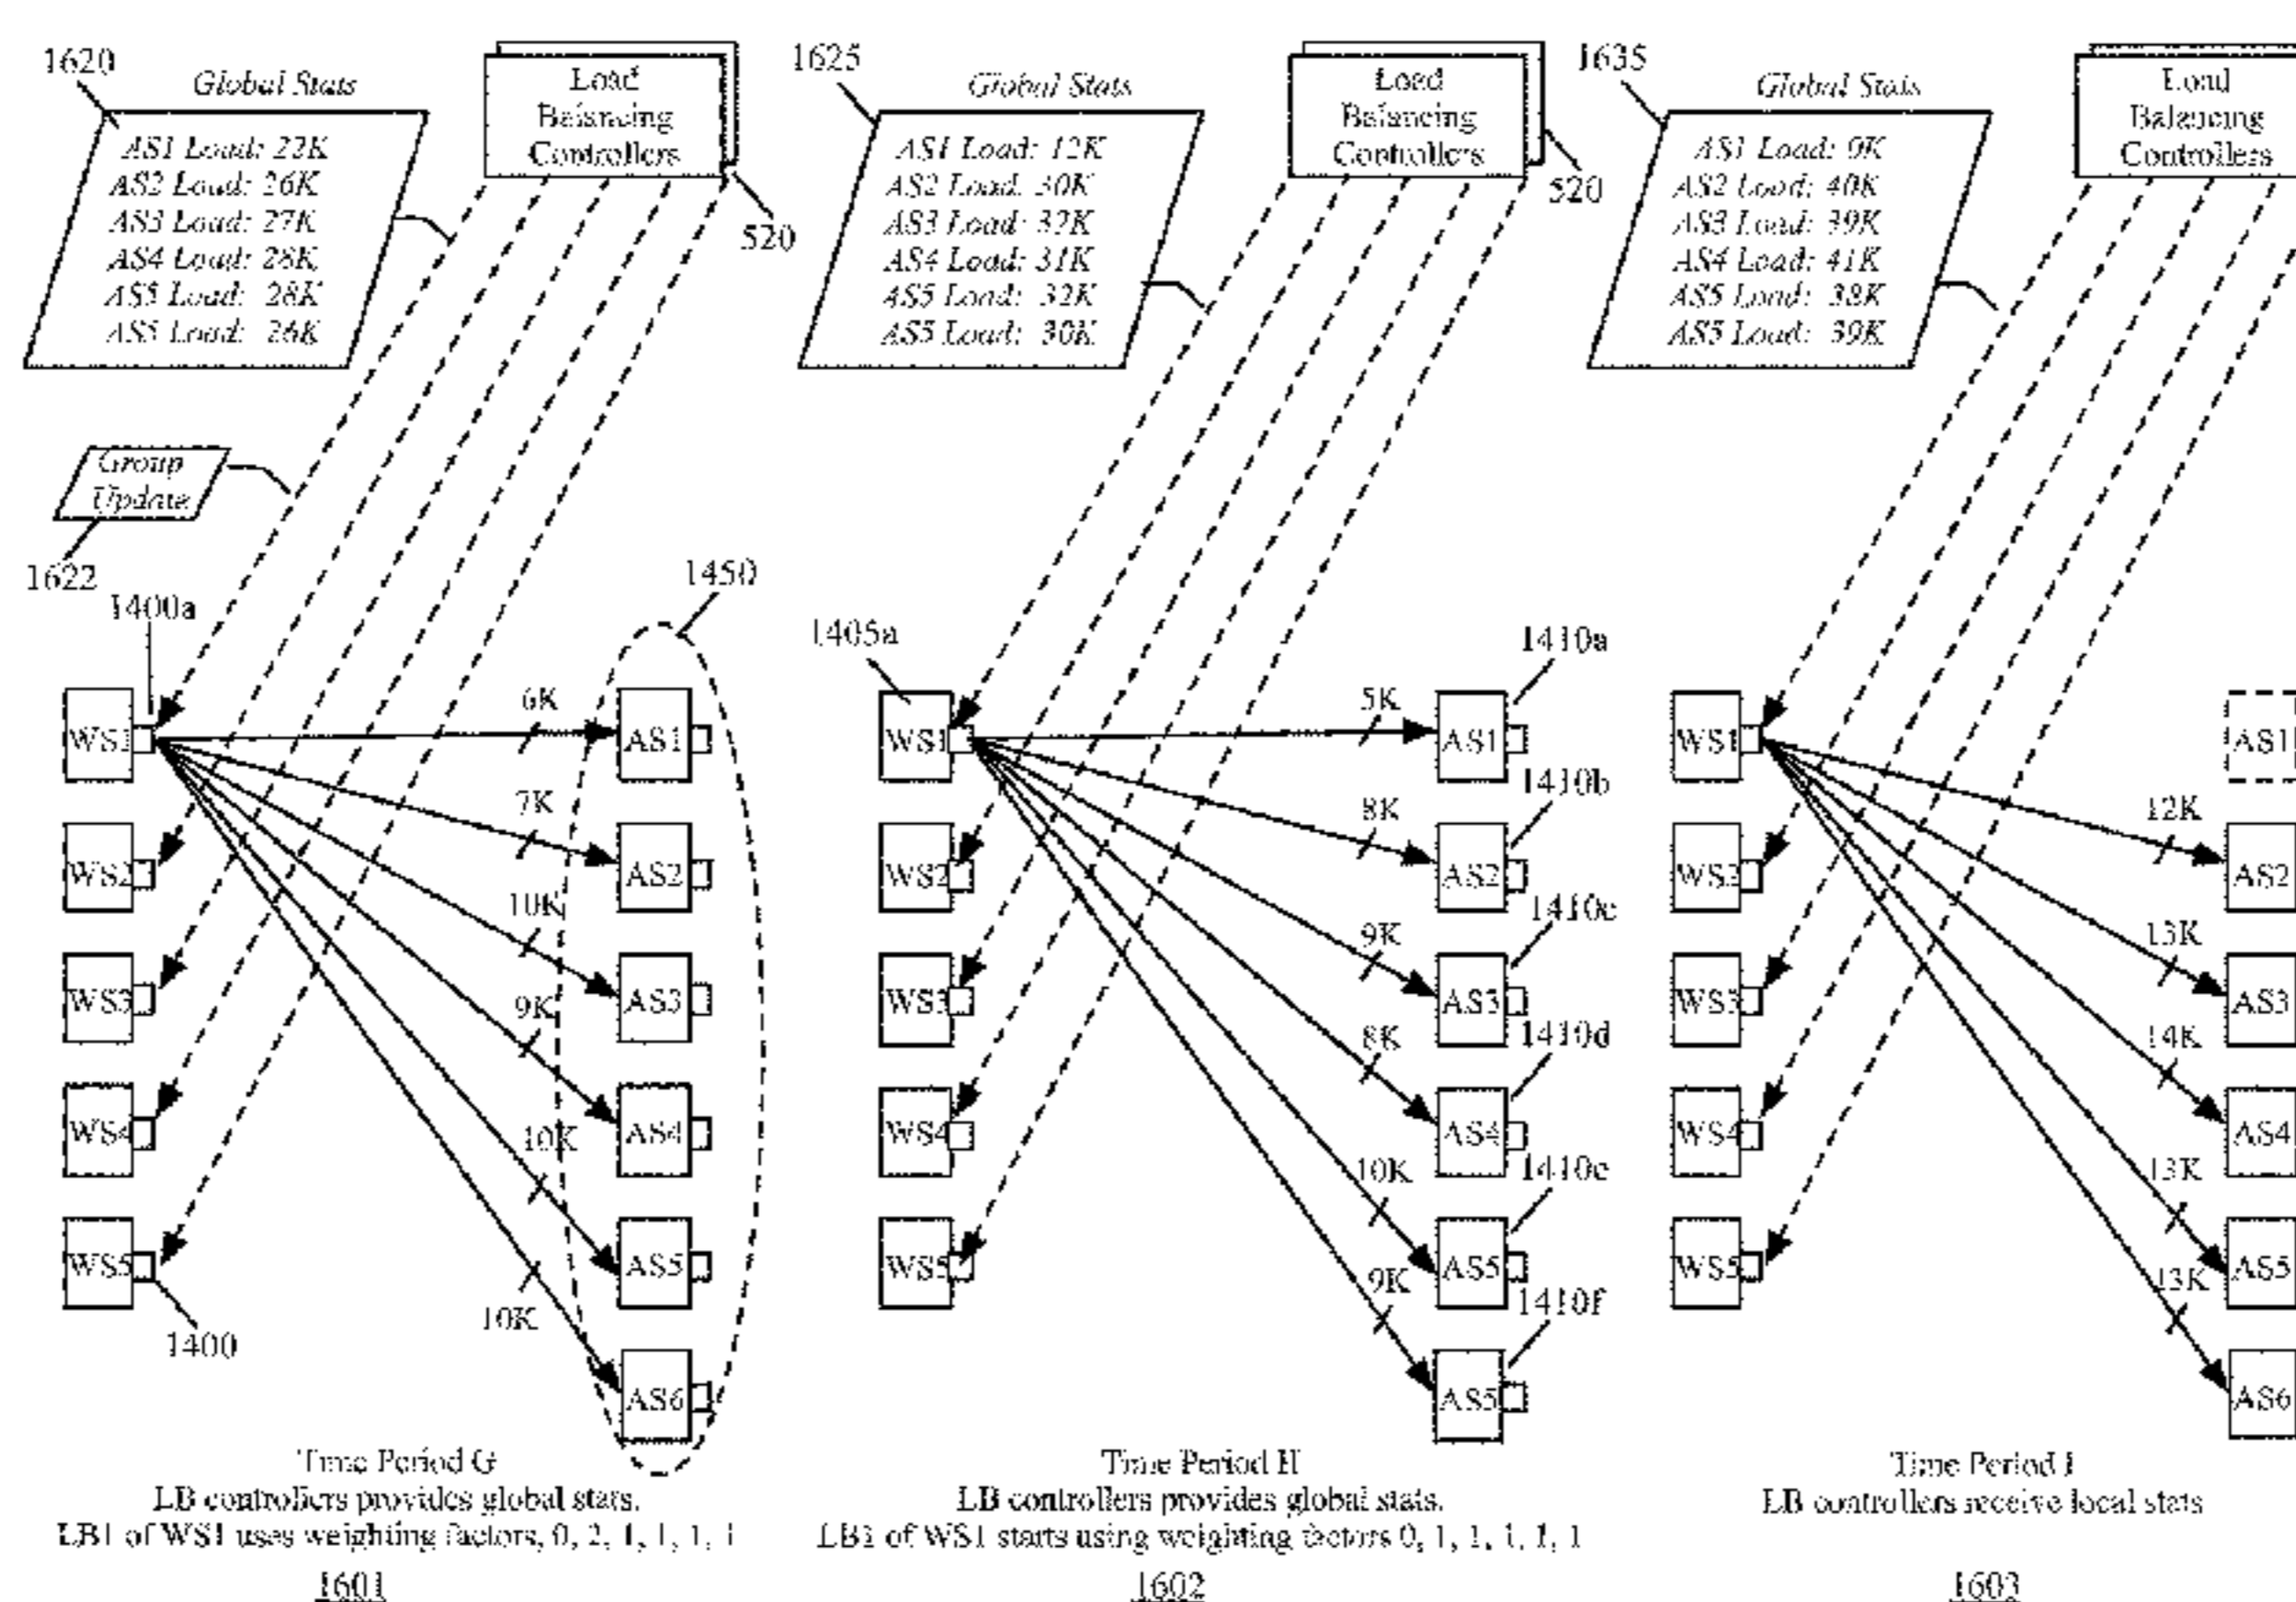 1620
Global Stats
AS1 Load: 22K
AS2 Load: 26K
AS3 Load: 27K
AS4 Load: 28K
AS5 Load: 28K
AS5 Load: 26K
Load
Balancing
Controllers
520
Group
Update
1622
1400a
1450
WS1
WS2
WS3
WS4
WS5
1400
6K
7K
10K
9K
10K
10K
AS1
AS2
AS3
AS4
AS5
AS6
Time Period G
LB controllers provides global stats.
LB1 of WS1 uses weighting factors, 0, 2, 1, 1, 1, 1
1601
1625
Global Stats
AS1 Load: 12K
AS2 Load: 30K
AS3 Load: 32K
AS4 Load: 31K
AS5 Load: 32K
AS5 Load: 30K
Load
Balancing
Controllers
520
1405a
WS1
WS2
WS3
WS4
WS5
5K
8K
9K
8K
10K
9K
1410a
AS1
1410b
AS2
1410c
AS3
1410d
AS4
1410e
AS5
1410f
AS5
Time Period H
LB controllers provides global stats.
LB1 of WS1 starts using weighting factors 0, 1, 1, 1, 1, 1
1602
1635
Global Stats
AS1 Load: 0K
AS2 Load: 40K
AS3 Load: 39K
AS4 Load: 41K
AS5 Load: 38K
AS5 Load: 39K
Load
Balancing
Controllers
WS1
WS2
WS3
WS4
WS5
12K
13K
14K
13K
13K
AS1
AS2
AS3
AS4
AS5
AS6
Time Period I
LB controllers receive local stats
1603